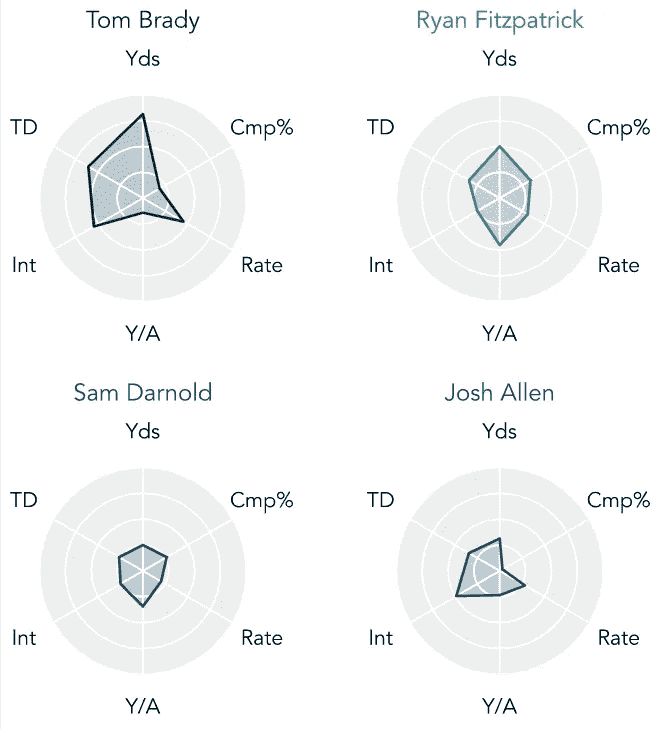 Tom Brady
Yds
TD
Cmp%
Int
Rate
Y/A
Ryan Fitzpatrick
Yds
TD
Cmp%
Int
Rate
Y/A
Sam Darnold
Yds
TD
Cmp%
Int
Rate
Y/A
Josh Allen
Yds
TD
Cmp%
Int
Rate
Y/A